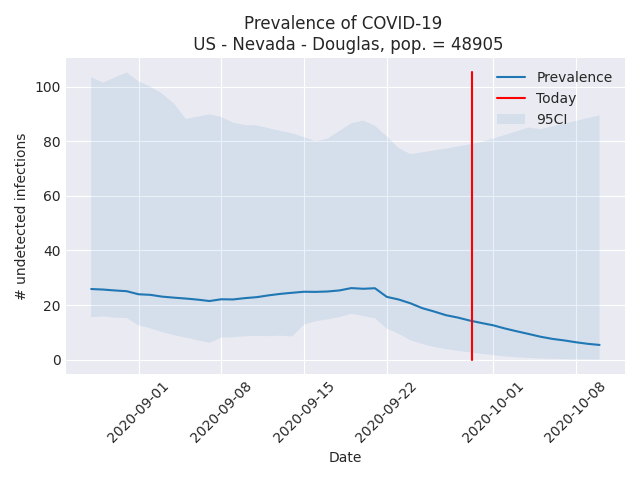 Prevalence of COVID-19
US - Nevada - Douglas, pop. = 48905
Prevalence
Today
95CI
# undetected infections
100
80
60
40
20
0
2020-09-01
2020-09-08
2020-09-15
2020-09-22
2020-10-01
2020-10-08
Date